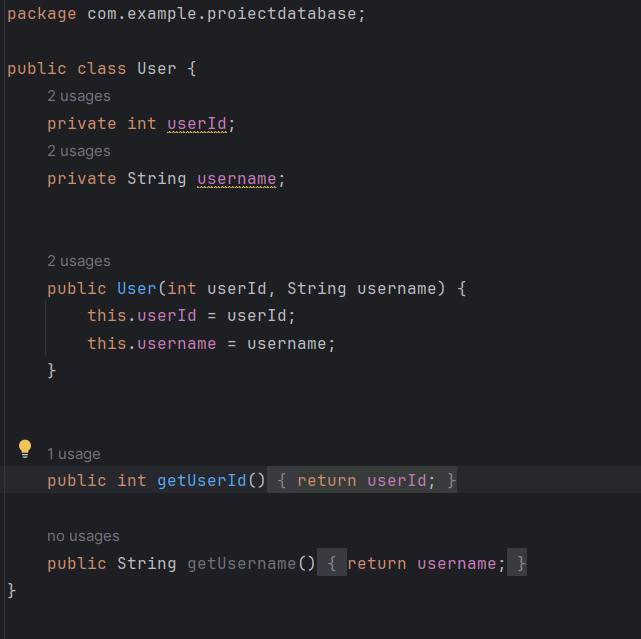 package com.example.proiectdatabase;
public class User {
2 usages
private int userId;
2 usages
private String username;
2 usages
public User(int userId, String username) {
this.userId = userId;
this.username = username;
}
1 usage
public int getUserId() { return userId; }
no usages
public String getUsername() { return username; }
}